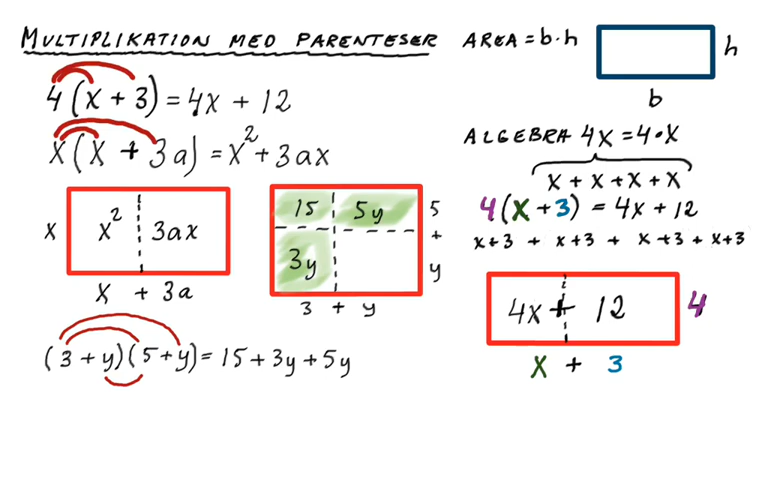 MULTIPLIKATION MED PARENTESER
4(x + 3) = 4x + 12
x(x + 3a) = x² + 3ax
x x² 3ax
x + 3a
15 5y 5
+
3y y
3 + y
(3 + y)(5 + y) = 15 + 3y + 5y
AREA = b·h
h
b
ALGEBRA 4x = 4·x
x + x + x + x
4(x + 3) = 4x + 12
x+3 + x+3 + x+3 + x+3
4x + 12 4
x + 3